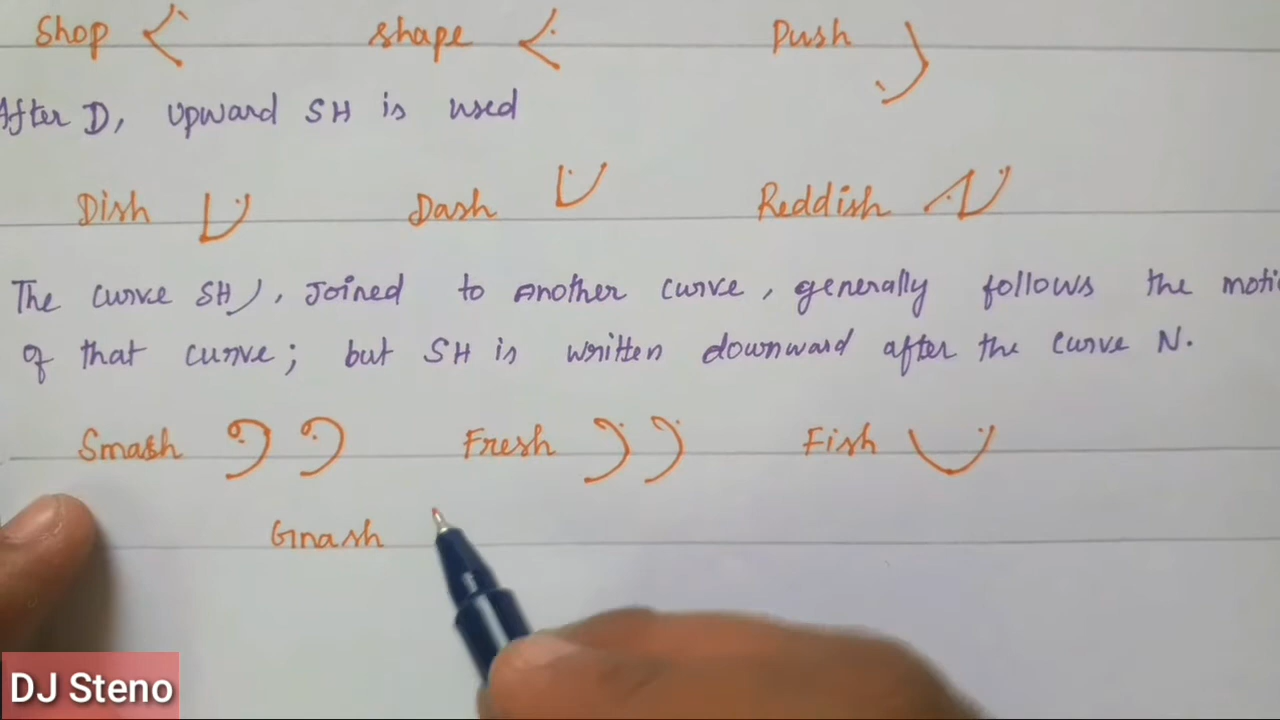 Shop shape Push
After D, upward SH is used
Dish Dash Reddish
The curve SH, Joined to another curve, generally follows the moti
of that curve; but SH is written downward after the curve N.
Smash Fresh Fish
Gnash
DJ Steno